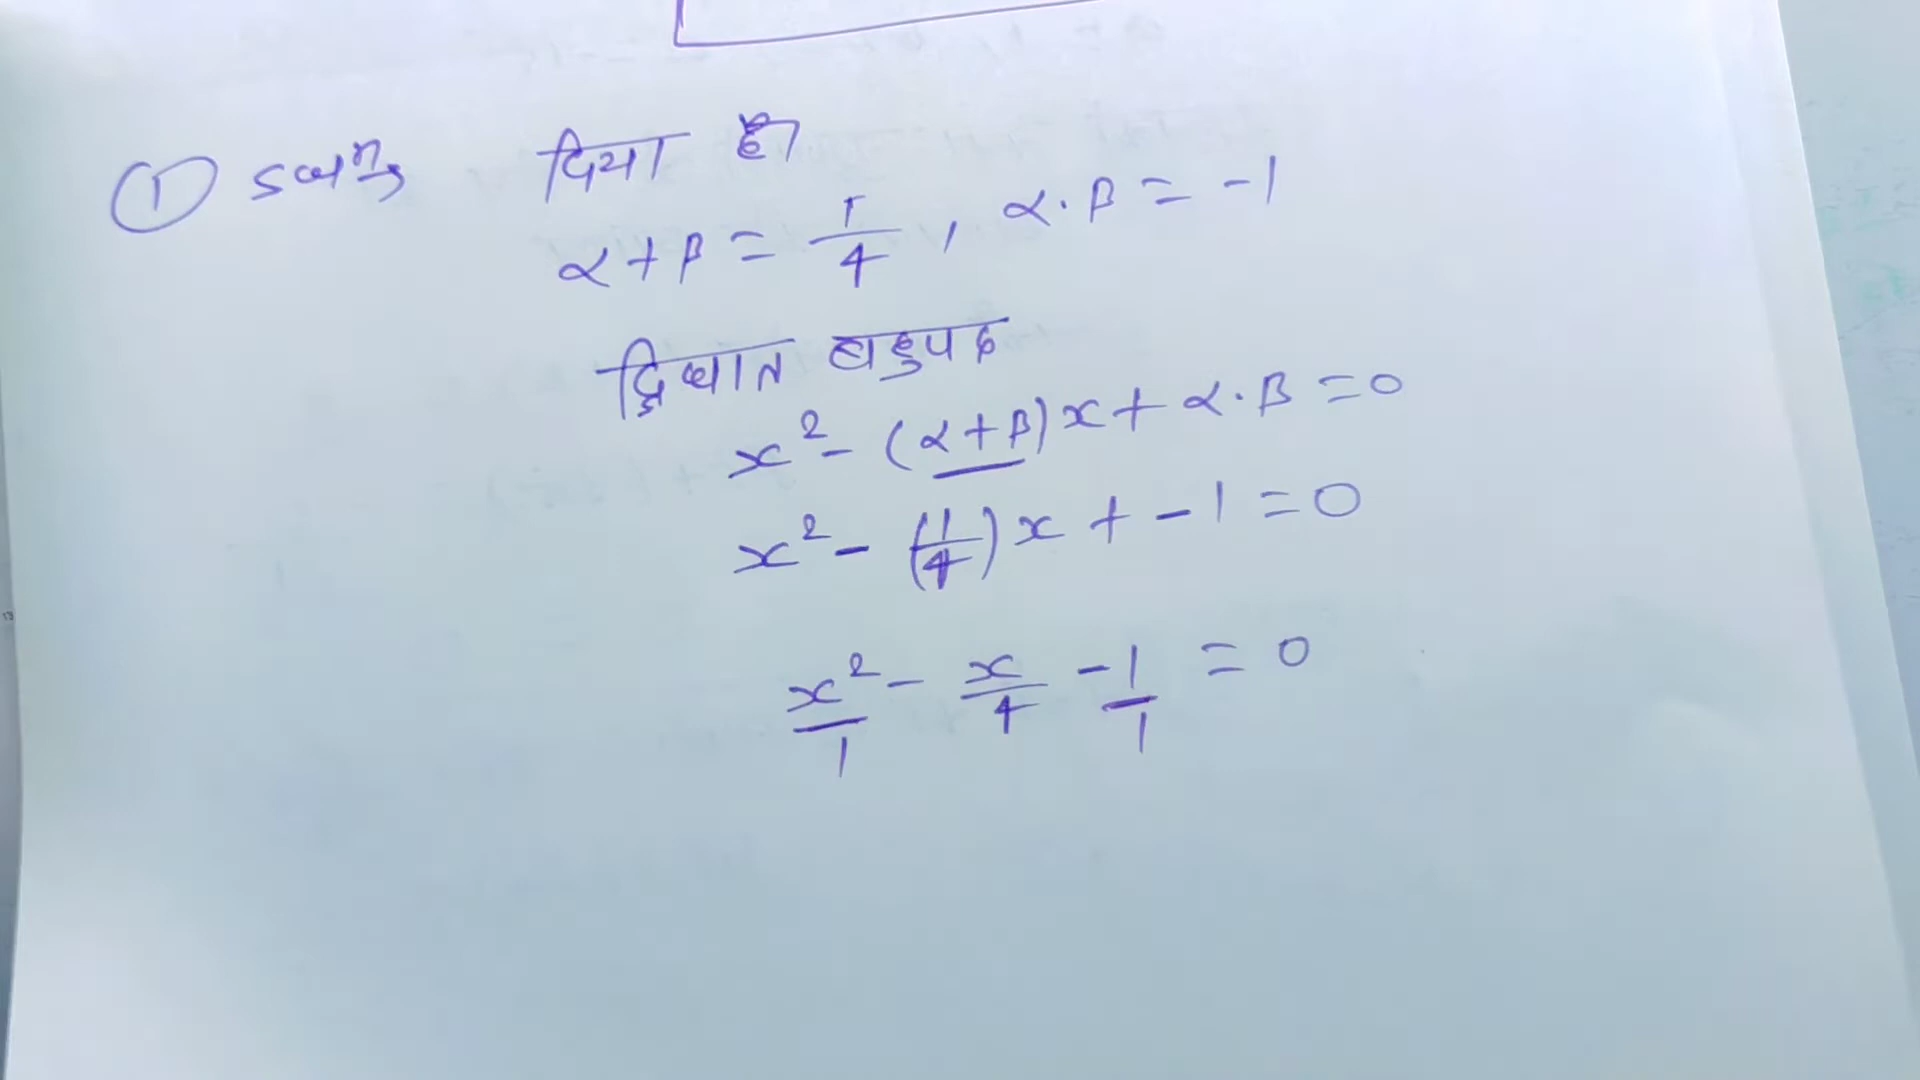 ① Soln दिया है
α + β = 1/4 , α . β = -1
द्विघात बहुपद
x² - (α + β) x + α . β = 0
x² - (1/4) x + - 1 = 0
x²/1 - x/4 - 1/1 = 0